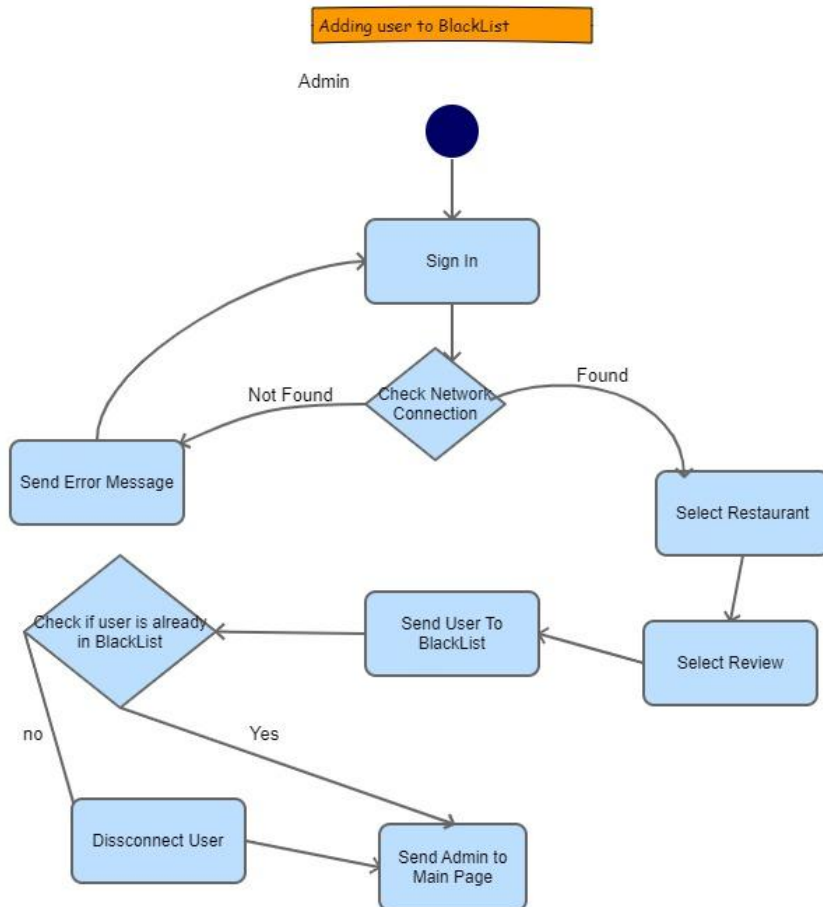 Adding user to BlackList
Admin
Sign In
Check Network
Connection
Found
Not Found
Send Error Message
Select Restaurant
Check if user is already
in BlackList
Send User To
BlackList
Select Review
no
Yes
Dissconnect User
Send Admin to
Main Page